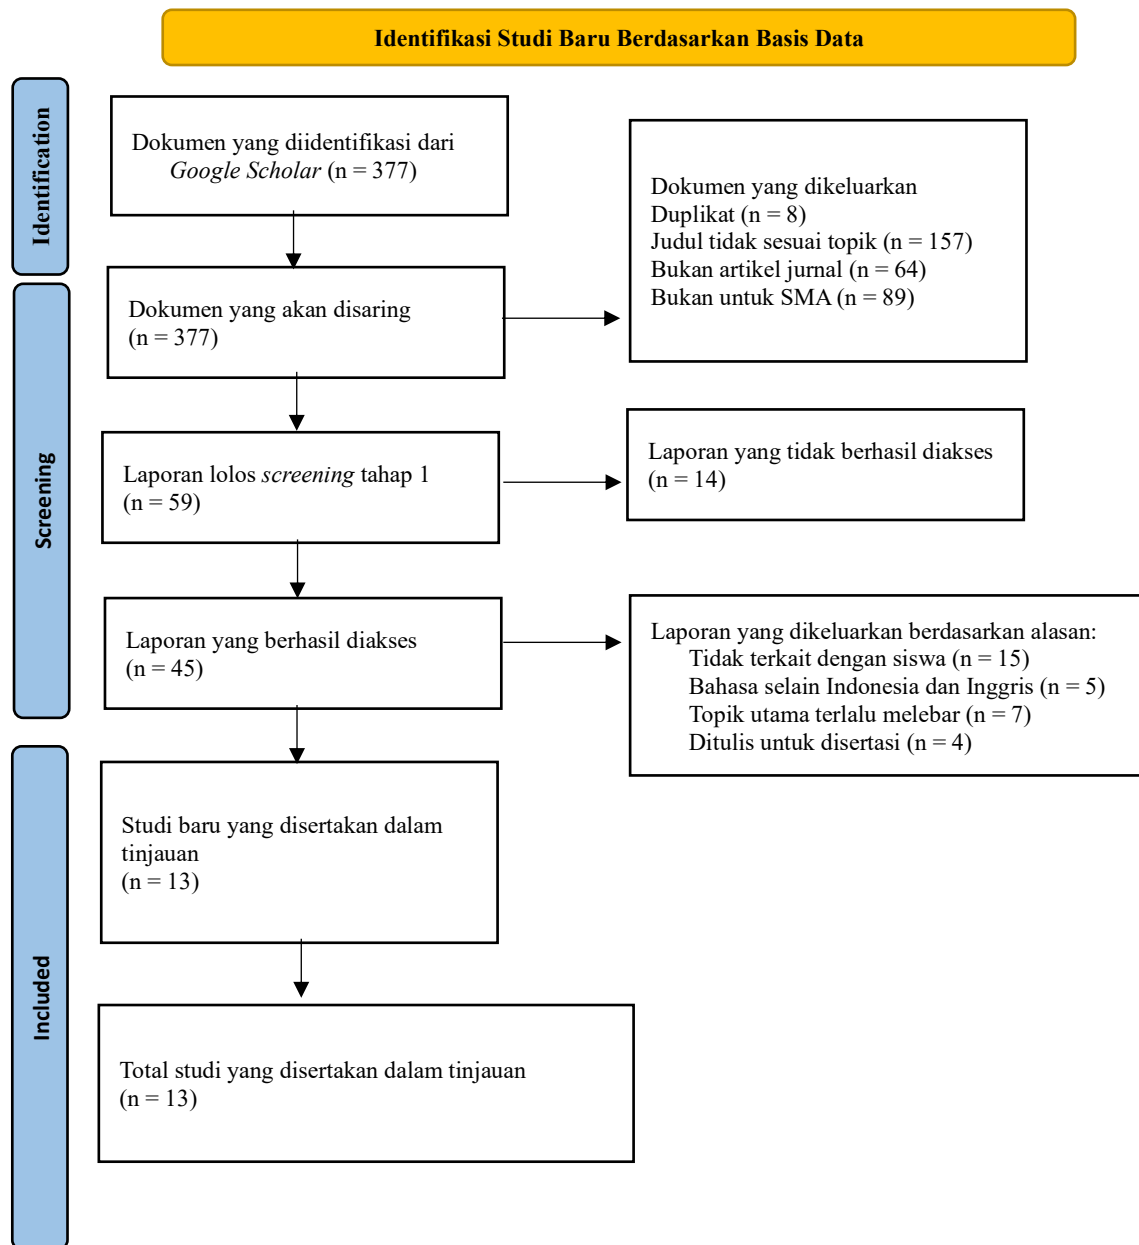 Identifikasi Studi Baru Berdasarkan Basis Data
Identification
Dokumen yang diidentifikasi dari
Google Scholar (n = 377)
Dokumen yang dikeluarkan
Duplikat (n = 8)
Judul tidak sesuai topik (n = 157)
Bukan artikel jurnal (n = 64)
Bukan untuk SMA (n = 89)
Screening
Dokumen yang akan disaring
(n = 377)
Laporan lolos screening tahap 1
(n = 59)
Laporan yang tidak berhasil diakses
(n = 14)
Laporan yang berhasil diakses
(n = 45)
Laporan yang dikeluarkan berdasarkan alasan:
Tidak terkait dengan siswa (n = 15)
Bahasa selain Indonesia dan Inggris (n = 5)
Topik utama terlalu melebar (n = 7)
Ditulis untuk disertasi (n = 4)
Included
Studi baru yang disertakan dalam
tinjauan
(n = 13)
Total studi yang disertakan dalam tinjauan
(n = 13)